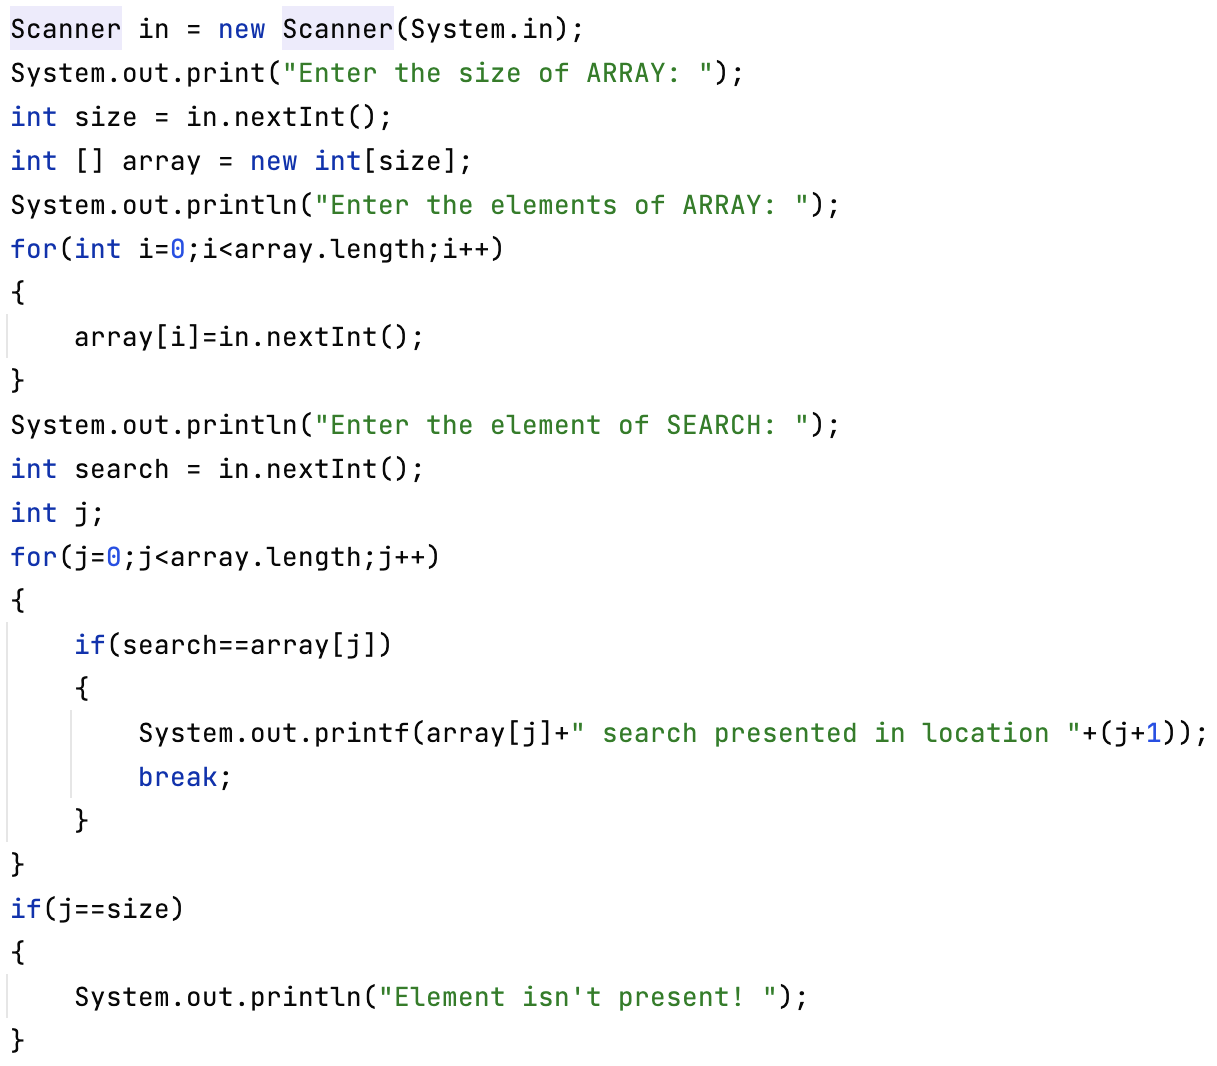 Scanner in = new Scanner(System.in);
System.out.print("Enter the size of ARRAY: ");
int size = in.nextInt();
int [] array = new int[size];
System.out.println("Enter the elements of ARRAY: ");
for(int i=0;i<array.length;i++)
{
    array[i]=in.nextInt();
}
System.out.println("Enter the element of SEARCH: ");
int search = in.nextInt();
int j;
for(j=0;j<array.length;j++)
{
    if(search==array[j])
    {
        System.out.printf(array[j]+" search presented in location "+(j+1));
        break;
    }
}
if(j==size)
{
    System.out.println("Element isn't present! ");
}